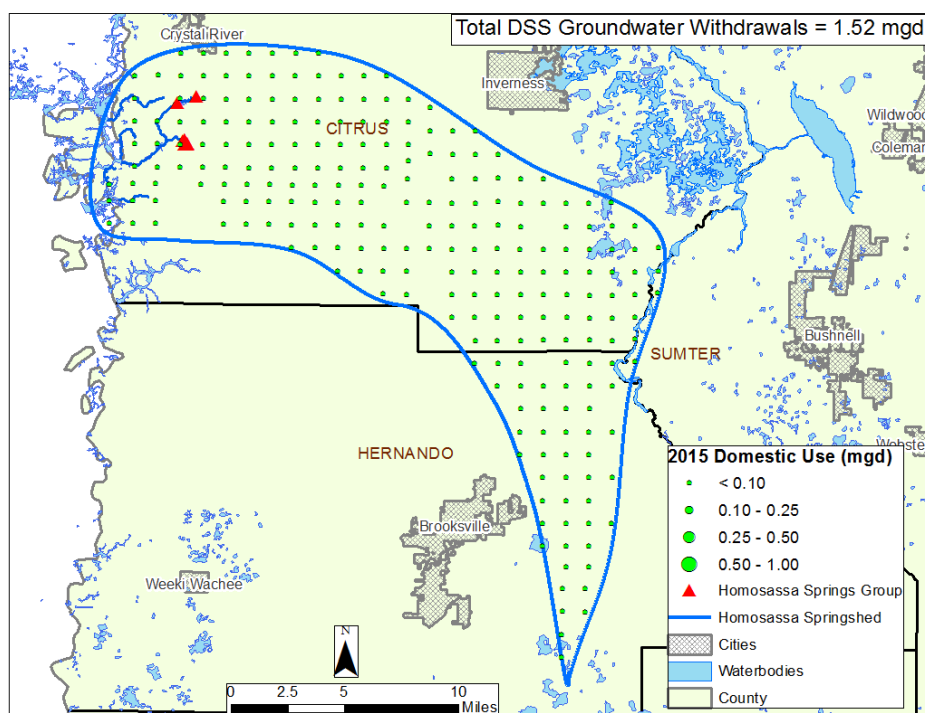 Total DSS Groundwater Withdrawals = 1.52 mgd
Crystal River
Inverness
Wildwood
Coleman
CITRUS
Bushnell
SUMTER
HERNANDO
Webster
Brooksville
Weeki Wachee
2015 Domestic Use (mgd)
< 0.10
0.10 - 0.25
0.25 - 0.50
0.50 - 1.00
Homosassa Springs Group
Homosassa Springshed
Cities
Waterbodies
County
N
0 2.5 5 10
Miles